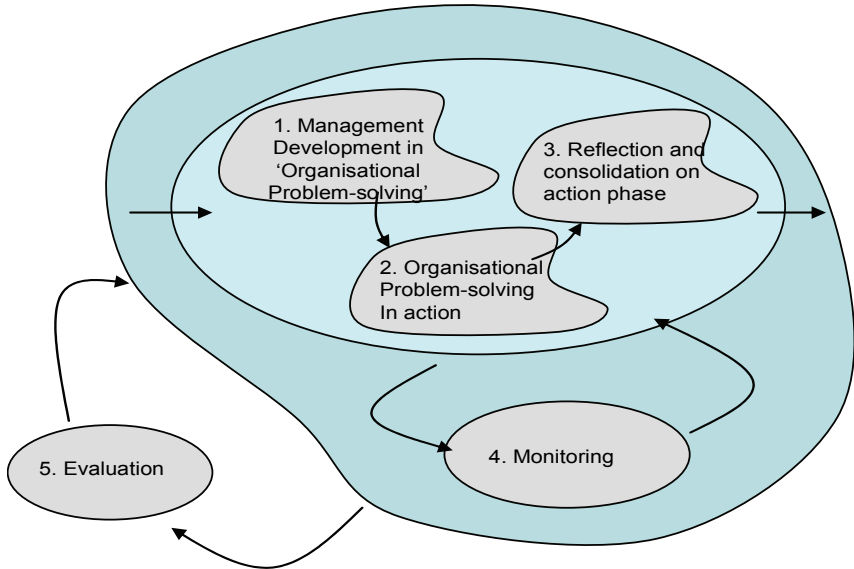 1. Management
Development in
‘Organisational
Problem-solving’
2. Organisational
Problem-solving
In action
3. Reflection and
consolidation on
action phase
4. Monitoring
5. Evaluation